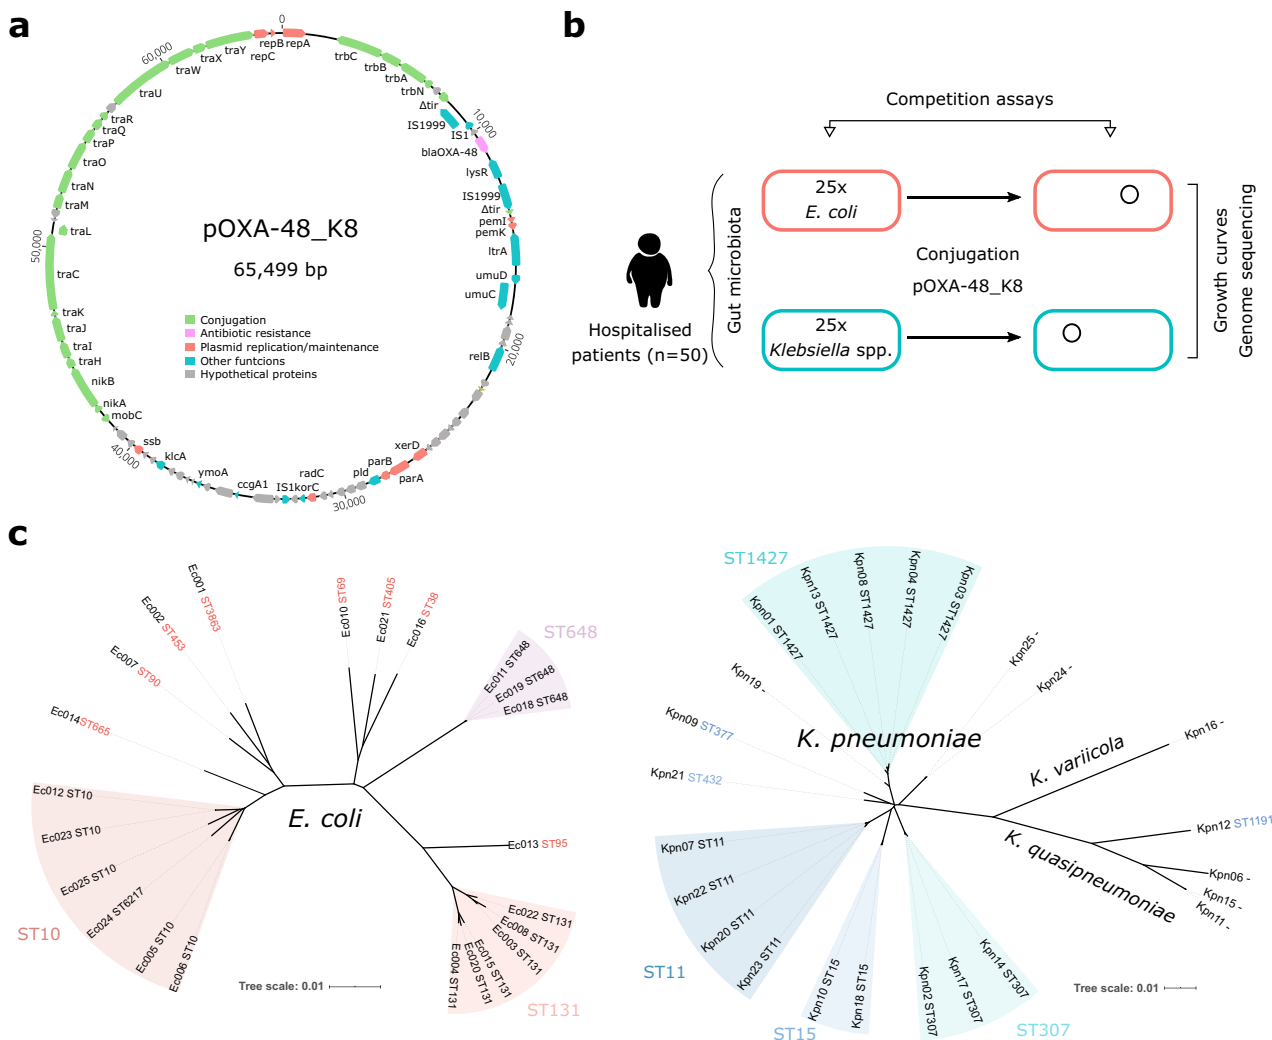 a
0
repB
repA
repC
traY
traX
traW
60,000
traU
traR
traQ
traP
traO
traN
traM
traL
50,000
traC
traK
traJ
traI
traH
nikB
nikA
mobC
40,000
ssb
klcA
ymoA
ccgA1
IS1
korC
radC
30,000
pld
parB
parA
xerD
relB
20,000
umuC
umuD
ltrA
pemK
pemI
Δtir
IS1999
lysR
blaOXA-48
IS1
10,000
IS1999
Δtir
trbN
trbA
trbB
trbC
pOXA-48_K8
65,499 bp
Conjugation
Antibiotic resistance
Plasmid replication/maintenance
Other funtcions
Hypothetical proteins
b
Competition assays
Hospitalised
patients (n=50)
Gut microbiota
25x
E. coli
Conjugation
pOXA-48_K8
25x
Klebsiella spp.
Growth curves
Genome sequencing
c
Ec001 ST3863
Ec002 ST453
Ec007 ST90
Ec014 ST665
Ec010 ST69
Ec021 ST405
Ec016 ST38
ST648
Ec011 ST648
Ec019 ST648
Ec018 ST648
E. coli
Ec012 ST10
Ec023 ST10
Ec025 ST10
Ec024 ST6217
Ec005 ST10
Ec006 ST10
ST10
Ec013 ST95
Ec022 ST131
Ec008 ST131
Ec003 ST131
Ec015 ST131
Ec020 ST131
Ec004 ST131
ST131
Tree scale: 0.01
ST1427
Kpn01 ST1427
Kpn13 ST1427
Kpn08 ST1427
Kpn04 ST1427
Kpn03 ST1427
Kpn19 -
Kpn09 ST377
Kpn21 ST432
Kpn25 -
Kpn24 -
K. pneumoniae
K. variicola
Kpn16 -
Kpn12 ST1191
K. quasipneumoniae
Kpn06 -
Kpn15 -
Kpn11 -
Kpn07 ST11
Kpn22 ST11
Kpn20 ST11
Kpn23 ST11
ST11
Kpn10 ST15
Kpn18 ST15
ST15
Kpn02 ST307
Kpn17 ST307
Kpn14 ST307
ST307
Tree scale: 0.01